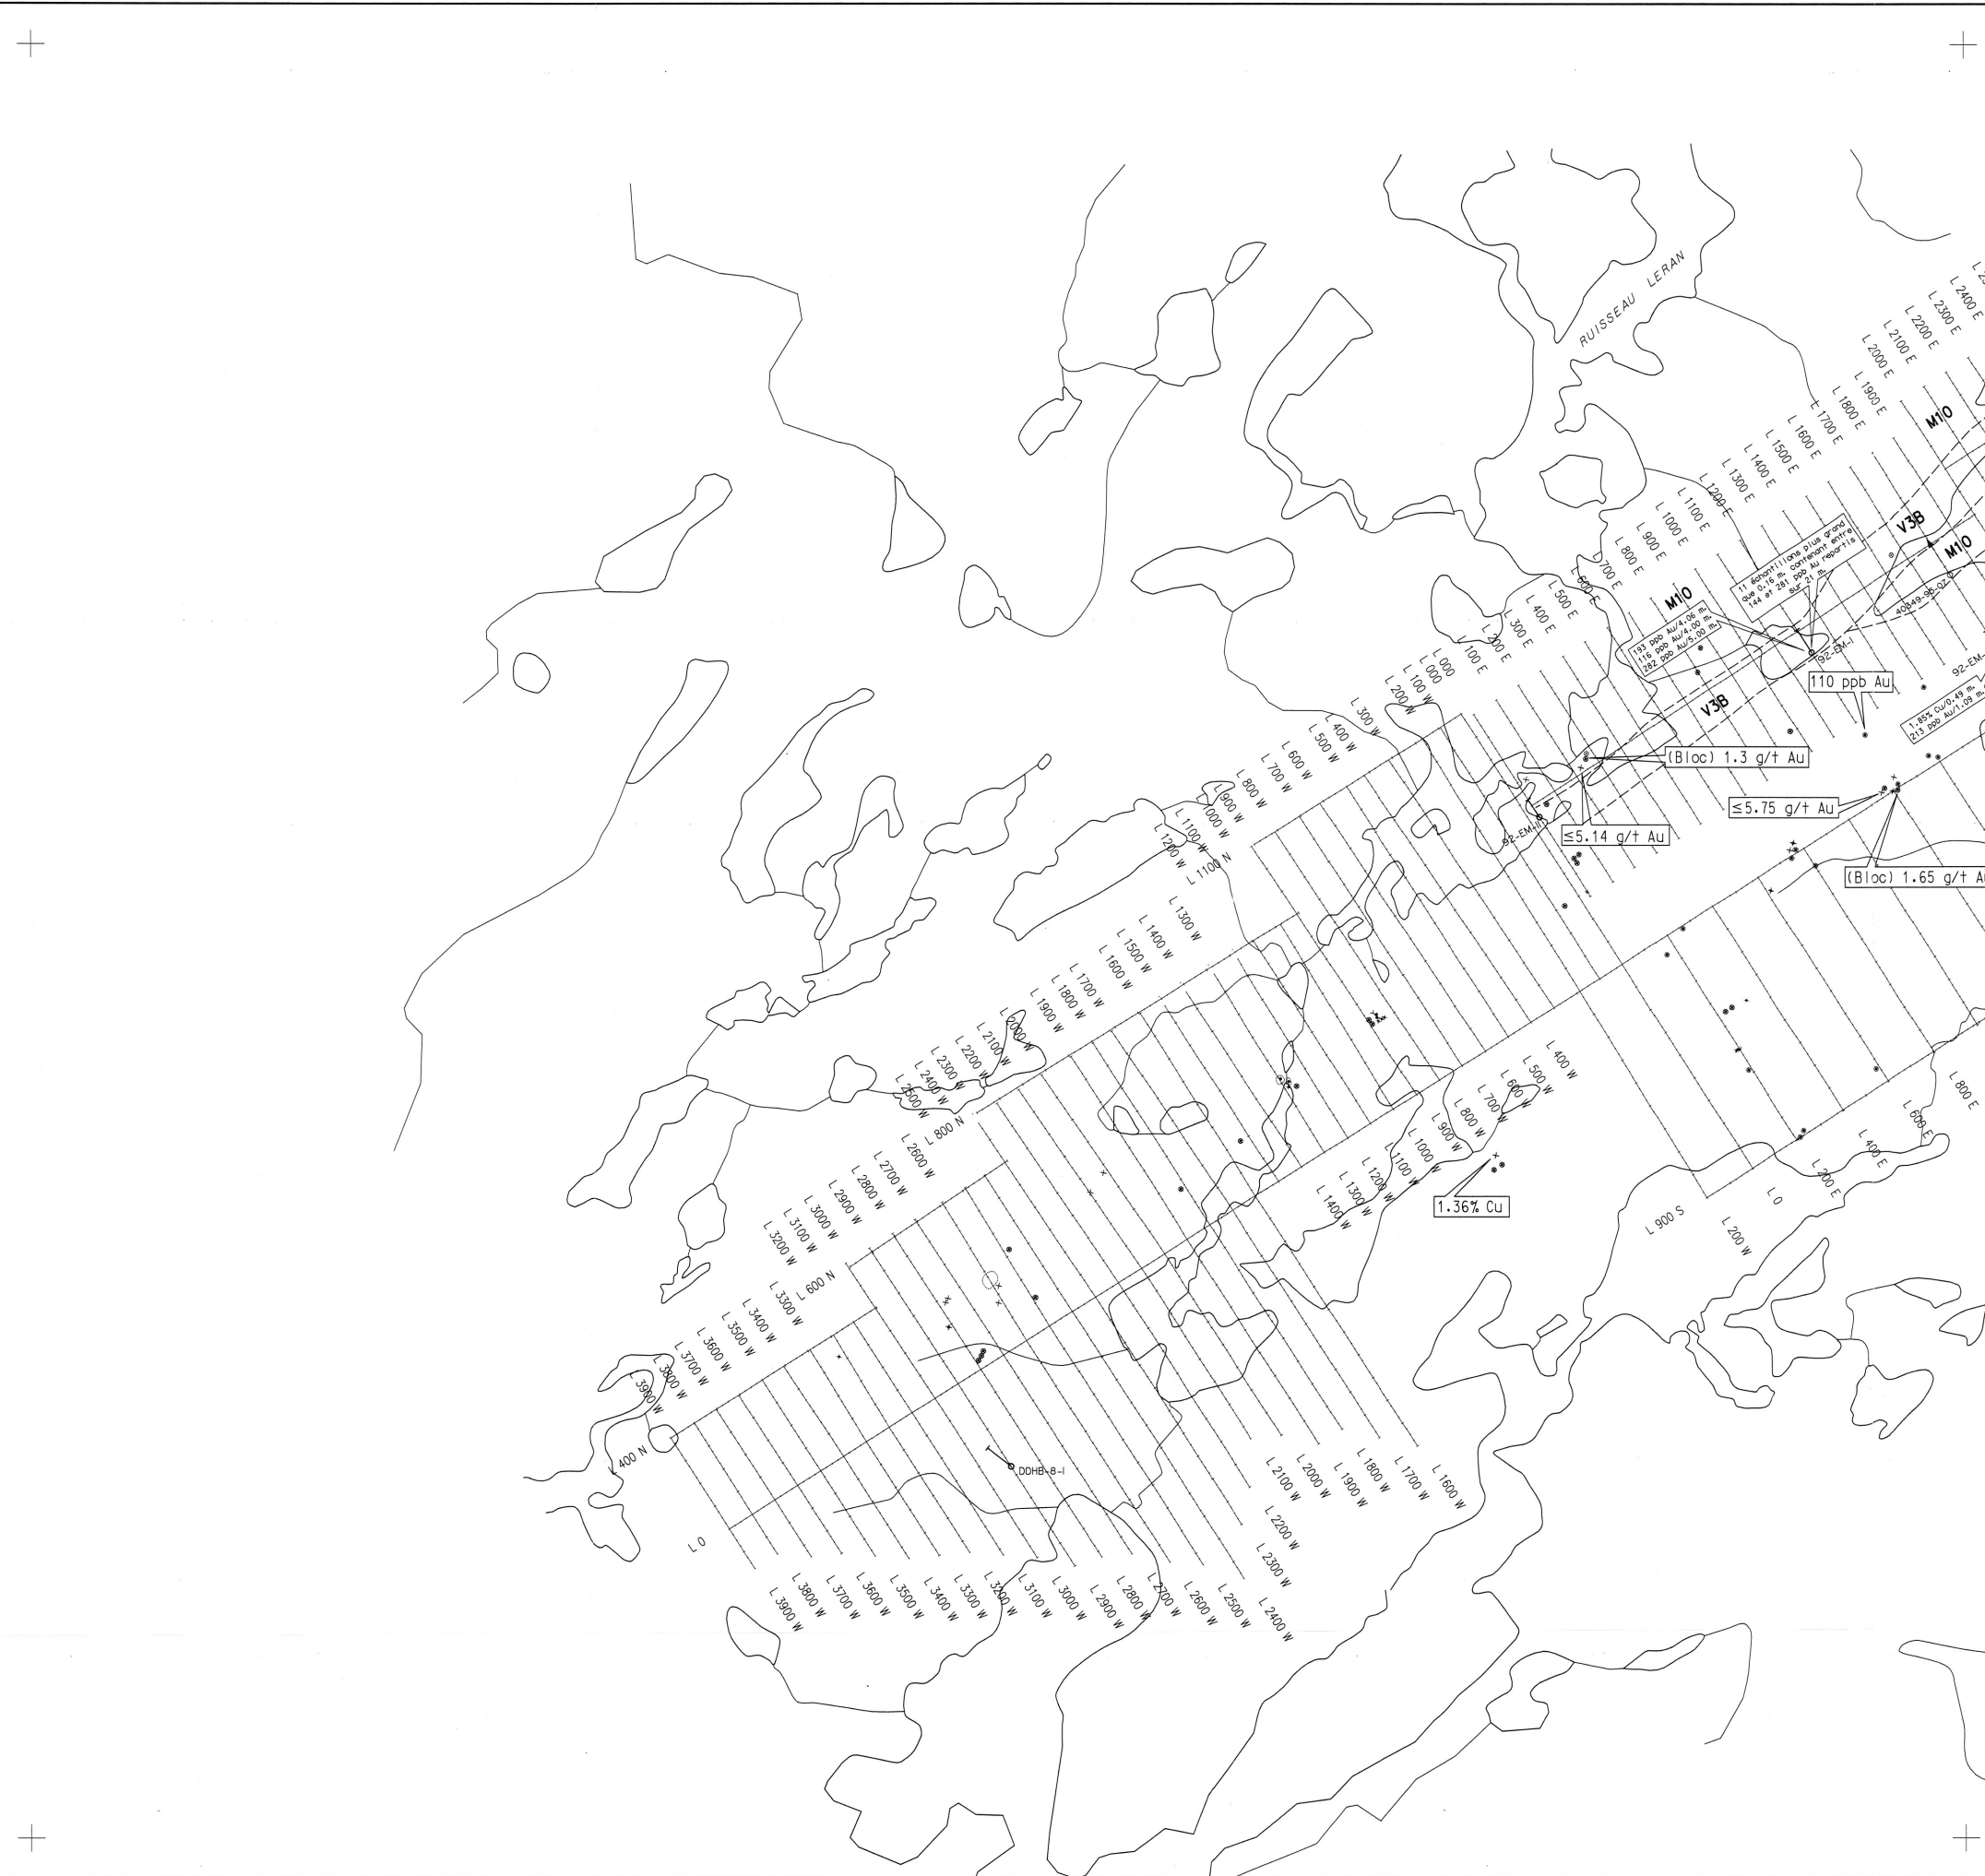 RUISSEAU LERAN
L 2400 E
L 2300 E
L 2200 E
L 2100 E
L 2000 E
L 1900 E
L 1800 E
L 1700 E
L 1600 E
L 1500 E
L 1400 E
L 1300 E
L 1200 E
L 1100 E
L 1000 E
L 900 E
L 800 E
L 700 E
L 600 E
L 500 E
L 400 E
L 300 E
L 200 E
L 100 E
L 000
L 000
L 100 W
L 200 W
L 300 W
L 400 W
L 500 W
L 600 W
L 700 W
L 800 W
L 900 W
L 1000 W
L 1100 W
L 1200 W
L 1100 N
L 1300 W
L 1400 W
L 1500 W
L 1600 W
L 1700 W
L 1800 W
L 1900 W
L 2000 W
L 2100 W
L 2200 W
L 2300 W
L 2400 W
L 2500 W
L 800 N
L 2600 W
L 2700 W
L 2800 W
L 2900 W
L 3000 W
L 3100 W
L 3200 W
L 600 N
L 3300 W
L 3400 W
L 3500 W
L 3600 W
L 3700 W
L 3800 W
L 3900 W
L 400 N
L 0
M10
V3B
M10
M10
V3B
11 échantillons plus grand
que 0.16 m. contenant entre
144 et 281 ppb Au repartis
sur 21 m.
193 ppb Au/4.06 m.
116 ppb Au/4.00 m.
282 ppb Au/5.00 m.
92-EM-I
110 ppb Au
92-EM-
1.85% Cu/0.49 m.
213 ppb Au/1.09 m.
(Bloc) 1.3 g/t Au
≤5.75 g/t Au
≤5.14 g/t Au
(Bloc) 1.65 g/t Au
1.36% Cu
DDHB-8-I
L 800 E
L 600 E
L 400 E
L 200 E
L 0
L 200 W
L 900 S
L 400 W
L 500 W
L 600 W
L 700 W
L 800 W
L 900 W
L 1000 W
L 1100 W
L 1200 W
L 1300 W
L 1400 W
L 1600 W
L 1700 W
L 1800 W
L 1900 W
L 2000 W
L 2100 W
L 2200 W
L 2300 W
L 2400 W
L 2500 W
L 2600 W
L 2700 W
L 2800 W
L 2900 W
L 3000 W
L 3100 W
L 3200 W
L 3300 W
L 3400 W
L 3500 W
L 3600 W
L 3700 W
L 3800 W
L 3900 W